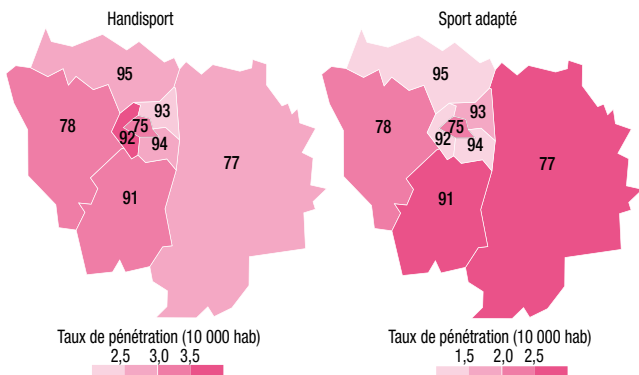 Handisport
95
93
78
75
92
94
77
91
Taux de pénétration (10 000 hab)
2,5 3,0 3,5
Sport adapté
95
93
78
75
92
94
77
91
Taux de pénétration (10 000 hab)
1,5 2,0 2,5